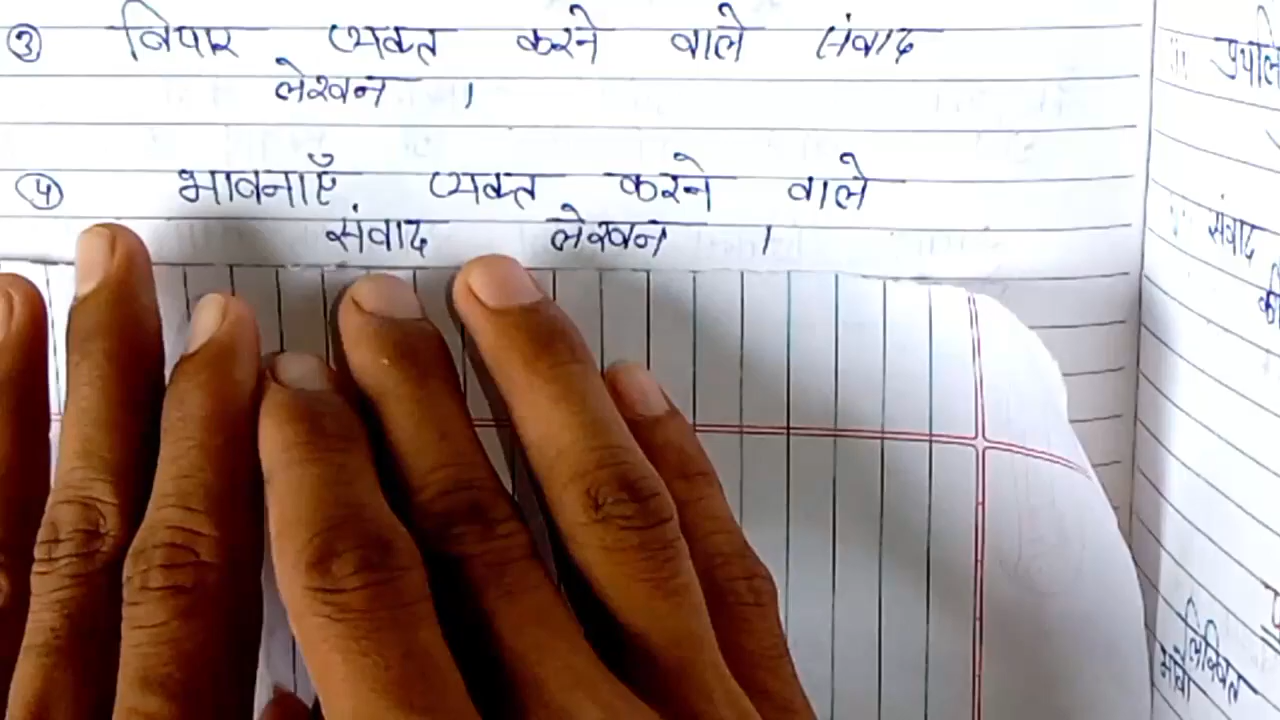 ③ विचार व्यक्त करने वाले संवाद
लेखन ।
④ भावनाएँ व्यक्त करने वाले
संवाद लेखन ।
संवाद
लिखित
भाषा